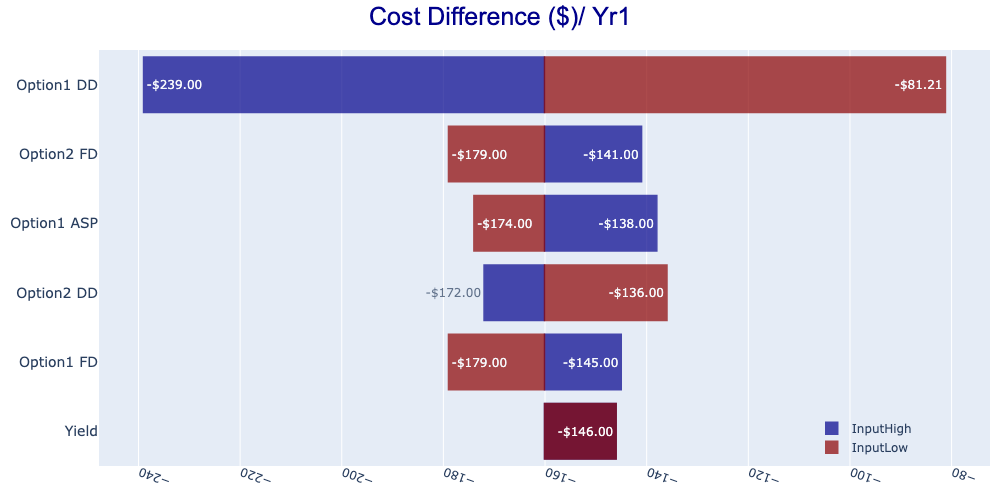 Cost Difference ($)/ Yr1
Option1 DD
-$239.00
-$81.21
Option2 FD
-$179.00
-$141.00
Option1 ASP
-$174.00
-$138.00
Option2 DD
-$172.00
-$136.00
Option1 FD
-$179.00
-$145.00
Yield
-$146.00
InputHigh
InputLow
−240 −220 −200 −180 −160 −140 −120 −100 −80